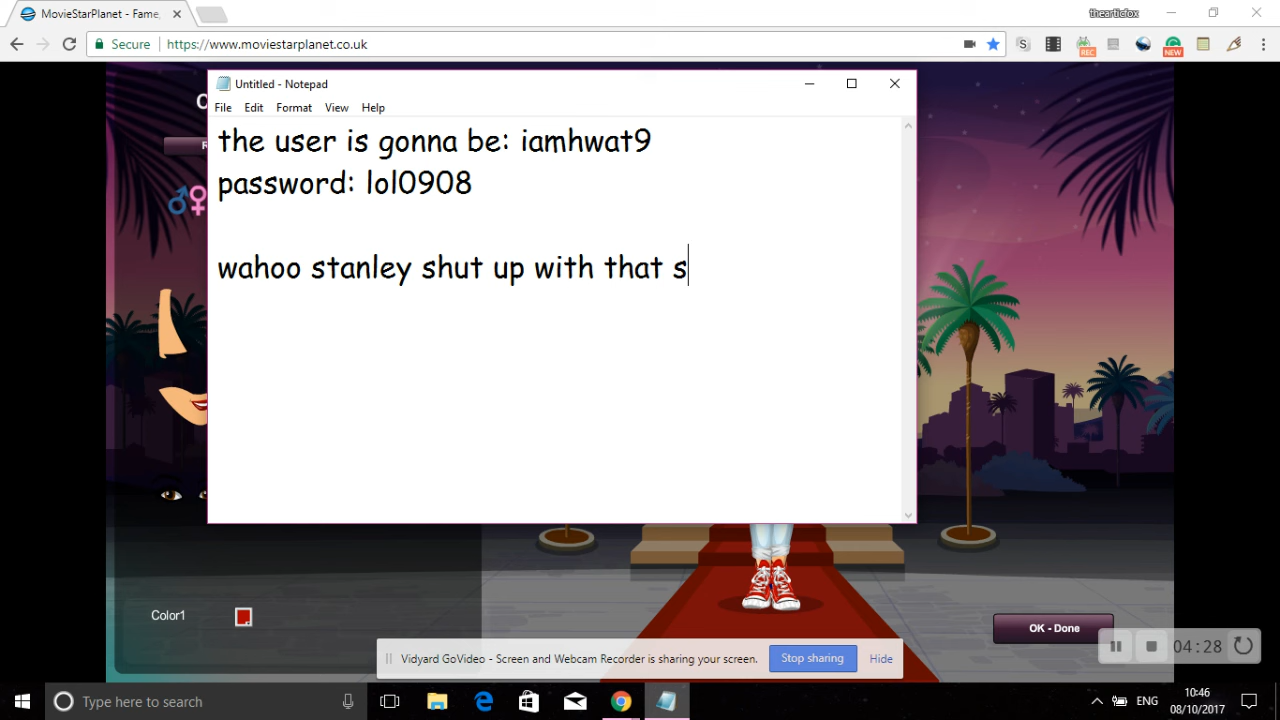 MovieStarPlanet - Fame,
thearticfox
Secure
https://www.moviestarplanet.co.uk
S
REC
NEW
Untitled - Notepad
File Edit Format View Help
the user is gonna be: iamhwat9
password: lol0908
wahoo stanley shut up with that s
Color1
OK - Done
Vidyard GoVideo - Screen and Webcam Recorder is sharing your screen.
Stop sharing
Hide
04:28
Type here to search
ENG
10:46
08/10/2017